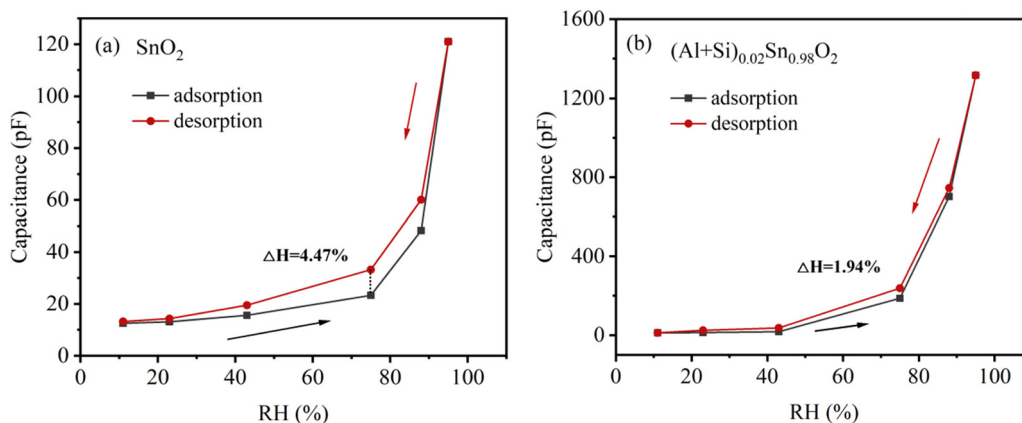 (a) SnO₂
adsorption
desorption
△H=4.47%
Capacitance (pF)
120
100
80
60
40
20
0
0 20 40 60 80 100
RH (%)
(b) (Al+Si)₀.₀₂Sn₀.₉₈O₂
adsorption
desorption
△H=1.94%
Capacitance (pF)
1600
1200
800
400
0
0 20 40 60 80 100
RH (%)